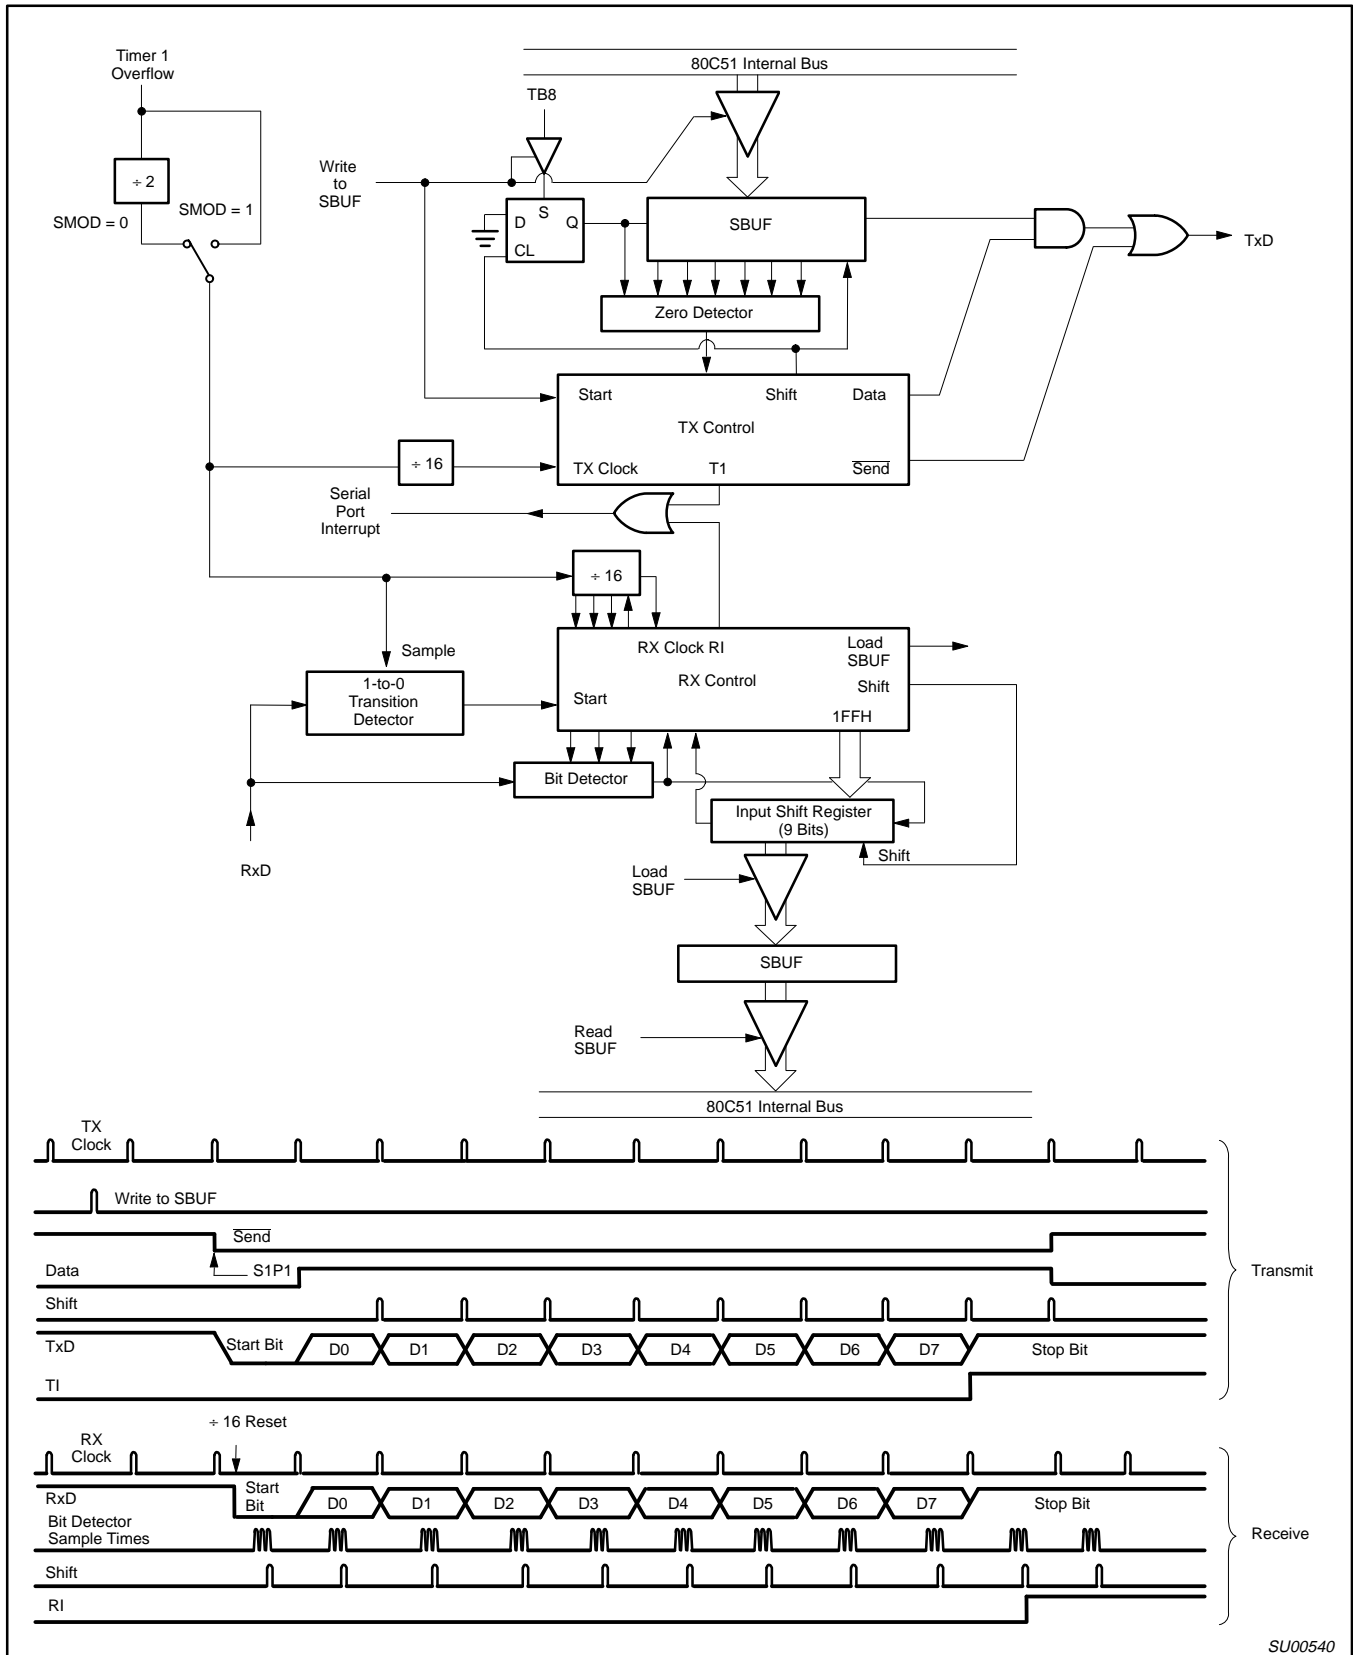 Timer 1
Overflow
80C51 Internal Bus
TB8
Write
to
SBUF
÷ 2
SMOD = 1
SMOD = 0
S
D
Q
CL
SBUF
TxD
Zero Detector
Start
Shift
Data
TX Control
÷ 16
TX Clock
T1
Send
Serial
Port
Interrupt
÷ 16
Sample
RX Clock RI
Load
SBUF
RX Control
Shift
1-to-0
Transition
Detector
Start
1FFH
Bit Detector
Input Shift Register
(9 Bits)
RxD
Shift
Load
SBUF
SBUF
Read
SBUF
80C51 Internal Bus
TX
Clock
Write to SBUF
Send
Data
S1P1
Transmit
Shift
TxD
Start Bit
D0 D1 D2 D3 D4 D5 D6 D7
Stop Bit
TI
÷ 16 Reset
RX
Clock
RxD
Start
Bit
D0 D1 D2 D3 D4 D5 D6 D7
Stop Bit
Bit Detector
Sample Times
Receive
Shift
RI
SU00540